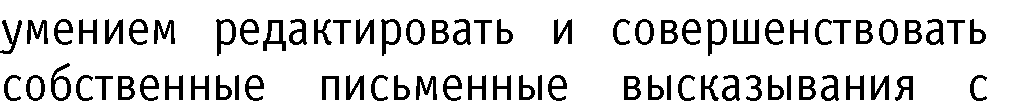 умением редактировать и совершенствовать
собственные письменные высказывания с